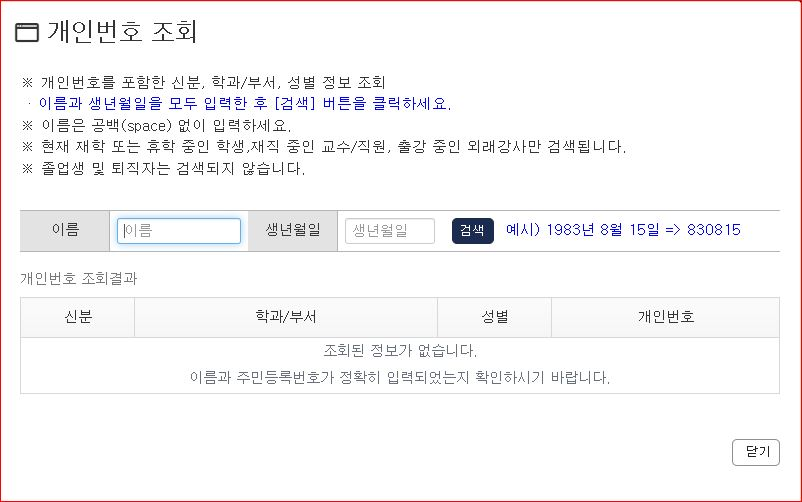 개인번호 조회
※ 개인번호를 포함한 신분, 학과/부서, 성별 정보 조회
· 이름과 생년월일을 모두 입력한 후 [검색] 버튼을 클릭하세요.
※ 이름은 공백(space) 없이 입력하세요.
※ 현재 재학 또는 휴학 중인 학생,재직 중인 교수/직원, 출강 중인 외래강사만 검색됩니다.
※ 졸업생 및 퇴직자는 검색되지 않습니다.
이름 이름 생년월일 생년월일 검색 예시) 1983년 8월 15일 => 830815
개인번호 조회결과
신분 학과/부서 성별 개인번호
조회된 정보가 없습니다.
이름과 주민등록번호가 정확히 입력되었는지 확인하시기 바랍니다.
닫기